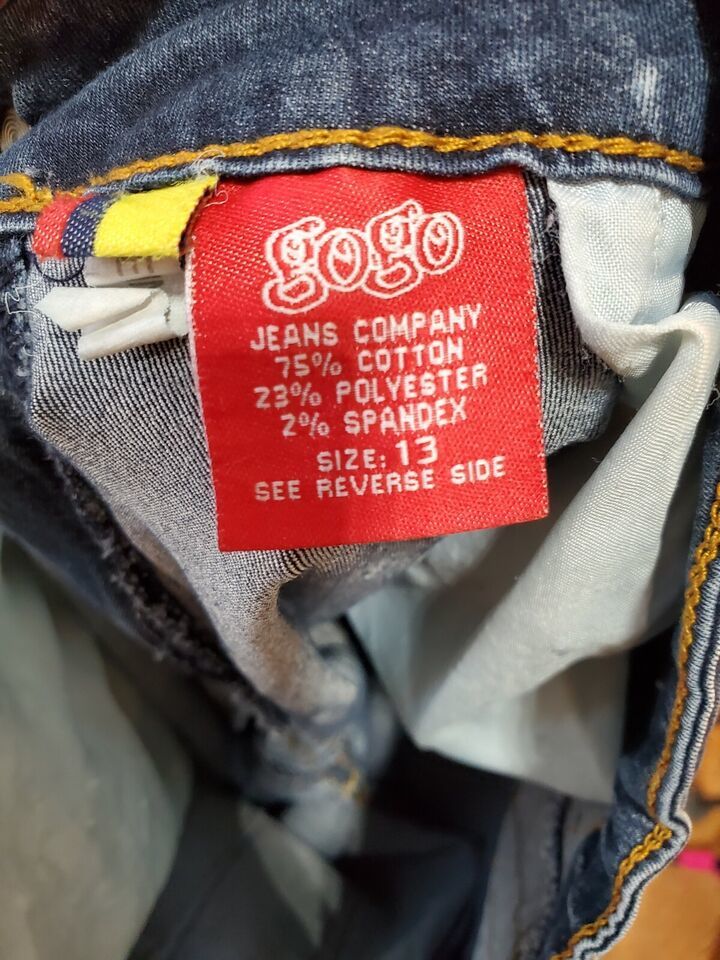 gogo
JEANS COMPANY
75% COTTON
23% POLYESTER
2% SPANDEX
SIZE: 13
SEE REVERSE SIDE